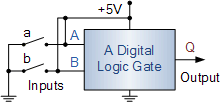 +5V
a
A
A Digital
Logic Gate
Q
b
B
Inputs
Output